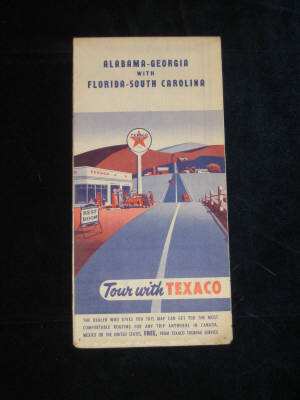 ALABAMA-GEORGIA
WITH
FLORIDA-SOUTH CAROLINA
TEXACO
TEXACO
REST
ROOMS
Tour with TEXACO
THE DEALER WHO GIVES YOU THIS MAP CAN GET YOU THE MOST
COMFORTABLE ROUTING FOR ANY TRIP ANYWHERE IN CANADA,
MEXICO OR THE UNITED STATES, FREE, FROM TEXACO TOURING SERVICE